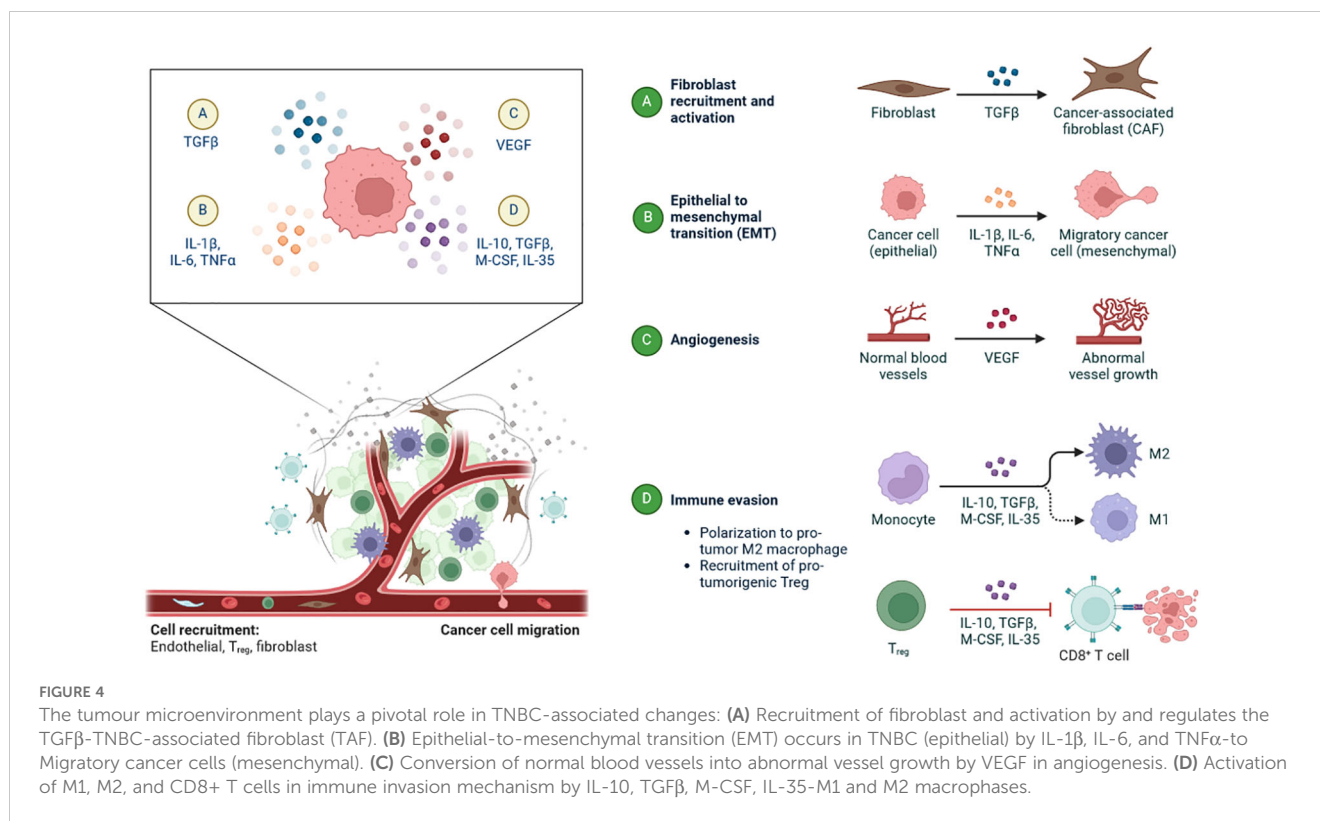 A
TGFβ
C
VEGF
B
IL-1β,
IL-6, TNFα
D
IL-10, TGFβ,
M-CSF, IL-35
Cell recruitment:
Endothelial, Treg, fibroblast
Cancer cell migration
A
Fibroblast
recruitment and
activation
Fibroblast
TGFβ
Cancer-associated
fibroblast (CAF)
B
Epithelial to
mesenchymal
transition (EMT)
Cancer cell
(epithelial)
IL-1β, IL-6,
TNFα
Migratory cancer
cell (mesenchymal)
C
Angiogenesis
Normal blood
vessels
VEGF
Abnormal
vessel growth
D
Immune evasion
• Polarization to pro-
tumor M2 macrophage
• Recruitment of pro-
tumorigenic Treg
Monocyte
IL-10, TGFβ,
M-CSF, IL-35
M2
M1
Treg
IL-10, TGFβ,
M-CSF, IL-35
CD8⁺ T cell
FIGURE 4
The tumour microenvironment plays a pivotal role in TNBC-associated changes: (A) Recruitment of fibroblast and activation by and regulates the
TGFβ-TNBC-associated fibroblast (TAF). (B) Epithelial-to-mesenchymal transition (EMT) occurs in TNBC (epithelial) by IL-1β, IL-6, and TNFα-to
Migratory cancer cells (mesenchymal). (C) Conversion of normal blood vessels into abnormal vessel growth by VEGF in angiogenesis. (D) Activation
of M1, M2, and CD8+ T cells in immune invasion mechanism by IL-10, TGFβ, M-CSF, IL-35-M1 and M2 macrophases.